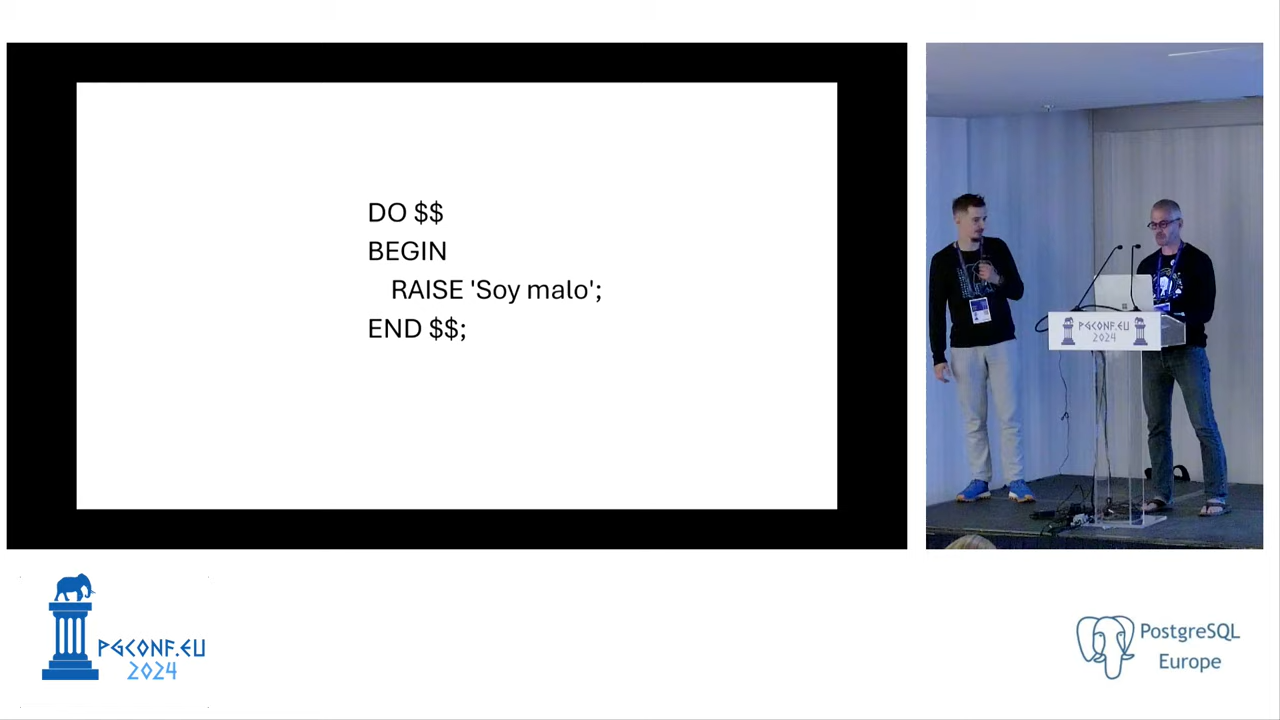 DO $$
BEGIN
RAISE 'Soy malo';
END $$;
PGCONF.EU
2024
PGCONF.EU
2024
PostgreSQL
Europe